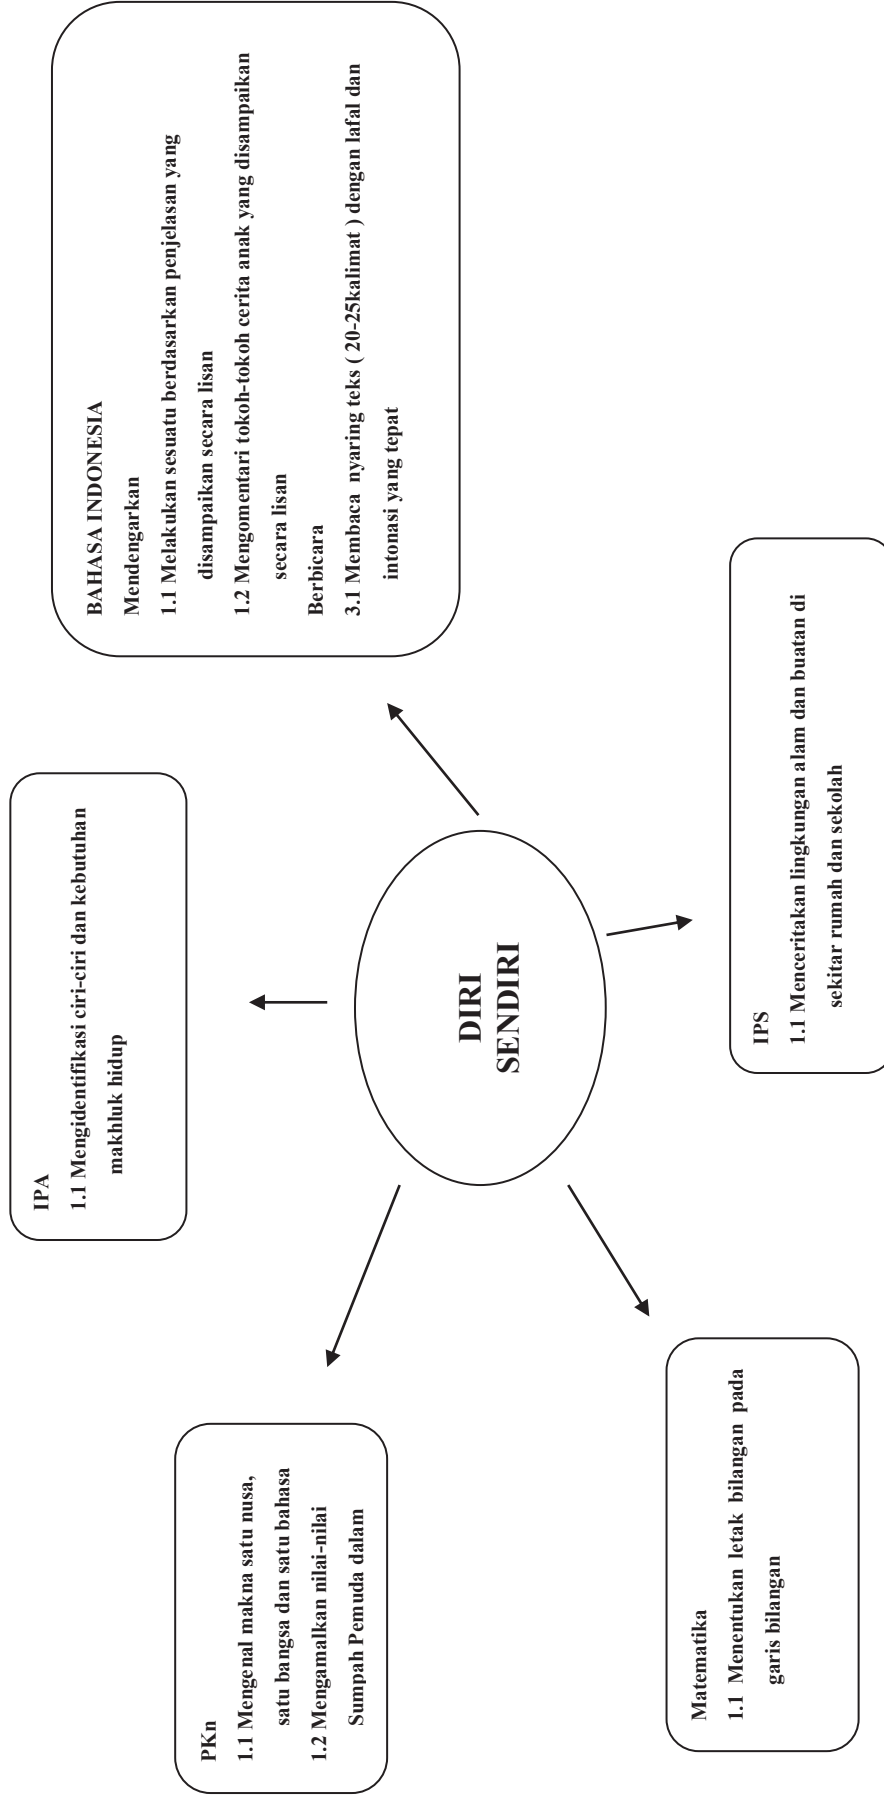 PKn
1.1 Mengenal makna satu nusa,
satu bangsa dan satu bahasa
1.2 Mengamalkan nilai-nilai
Sumpah Pemuda dalam
IPA
1.1 Mengidentifikasi ciri-ciri dan kebutuhan
makhluk hidup
BAHASA INDONESIA
Mendengarkan
1.1 Melakukan sesuatu berdasarkan penjelasan yang
disampaikan secara lisan
1.2 Mengomentari tokoh-tokoh cerita anak yang disampaikan
secara lisan
Berbicara
3.1 Membaca nyaring teks ( 20-25kalimat ) dengan lafal dan
intonasi yang tepat
DIRI
SENDIRI
Matematika
1.1 Menentukan letak bilangan pada
garis bilangan
IPS
1.1 Menceritakan lingkungan alam dan buatan di
sekitar rumah dan sekolah